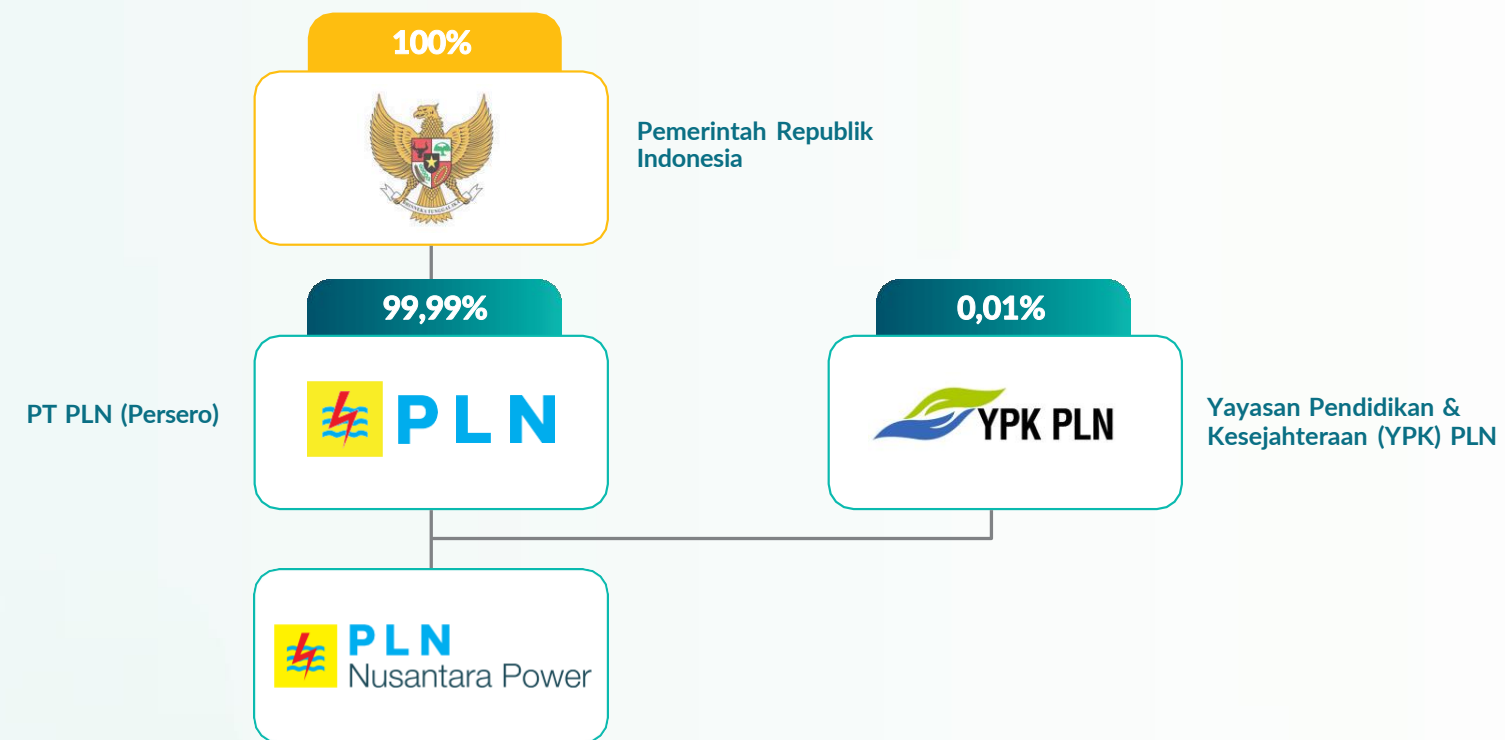 100%
Pemerintah Republik
Indonesia
99,99%
0,01%
PT PLN (Persero)
PLN
YPK PLN
Yayasan Pendidikan &
Kesejahteraan (YPK) PLN
PLN
Nusantara Power